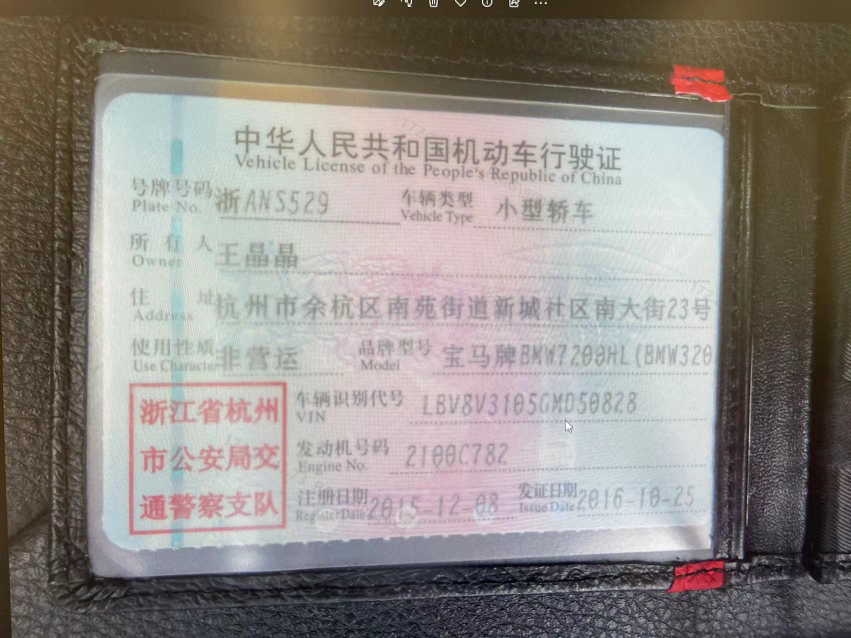 中华人民共和国机动车行驶证
Vehicle License of the People's Republic of China
号牌号码 浙ANS529 车辆类型 小型轿车
Plate No. Vehicle Type
所有人 王晶晶
Owner
住址 杭州市余杭区南苑街道新城社区南大街23号
Address
使用性质 非营运 品牌型号 宝马牌BMW7200HL(BMW320
Use Character Model
浙江省杭州
市公安局交
通警察支队
车辆识别代号 LBV8V3105GMD50828
VIN
发动机号码 2100C782
Engine No.
注册日期 2015-12-08 发证日期 2016-10-25
Register Date Issue Date